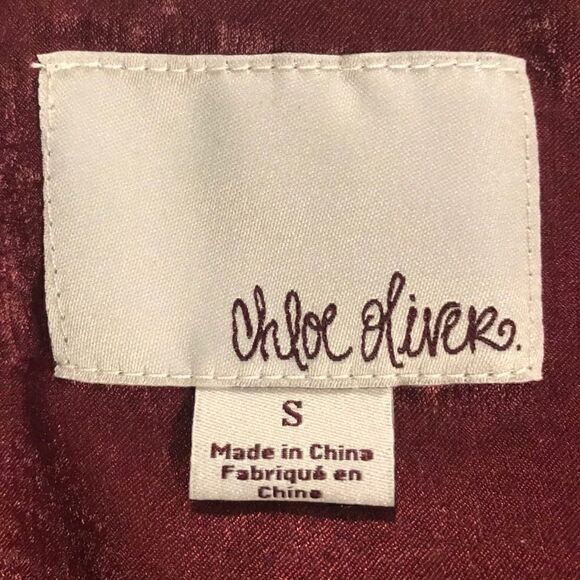 chloe oliver.
S
Made in China
Fabriqué en
Chine